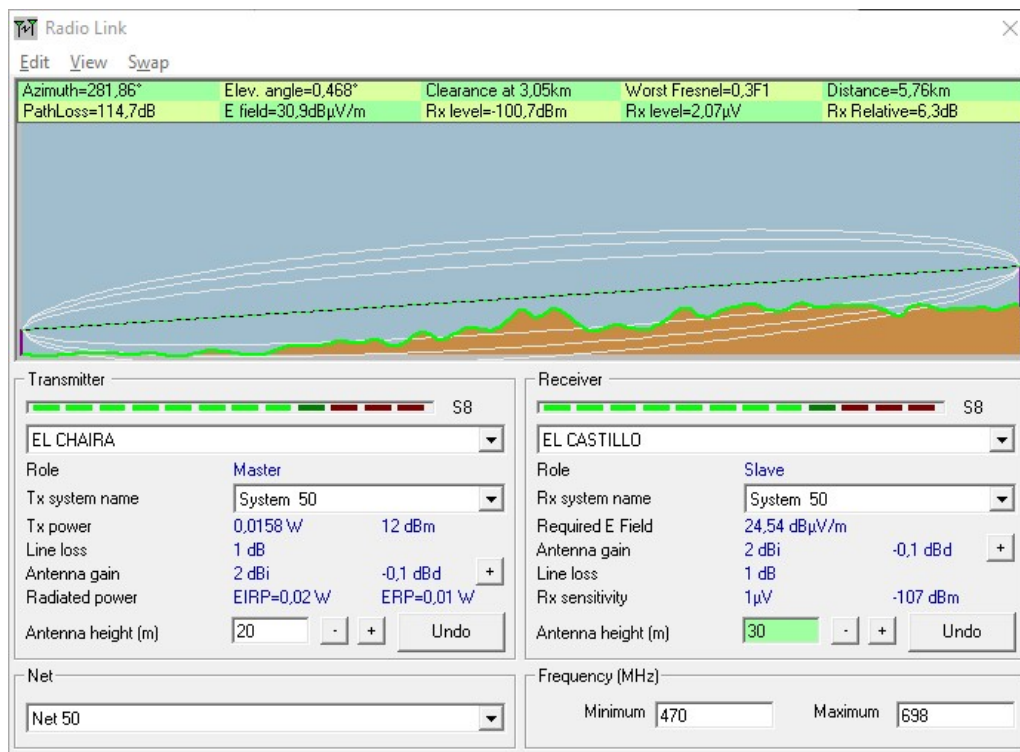 Radio Link
Edit View Swap
Azimuth=281,86° Elev. angle=0,468° Clearance at 3,05km Worst Fresnel=0,3F1 Distance=5,76km
PathLoss=114,7dB E field=30,9dBµV/m Rx level=-100,7dBm Rx level=2,07µV Rx Relative=6,3dB
Transmitter
S8
EL CHAIRA
Role Master
Tx system name System 50
Tx power 0,0158 W 12 dBm
Line loss 1 dB
Antenna gain 2 dBi -0,1 dBd +
Radiated power EIRP=0,02 W ERP=0,01 W
Antenna height (m) 20 - + Undo
Net
Net 50
Receiver
S8
EL CASTILLO
Role Slave
Rx system name System 50
Required E Field 24,54 dBµV/m
Antenna gain 2 dBi -0,1 dBd +
Line loss 1 dB
Rx sensitivity 1µV -107 dBm
Antenna height (m) 30 - + Undo
Frequency (MHz)
Minimum 470 Maximum 698